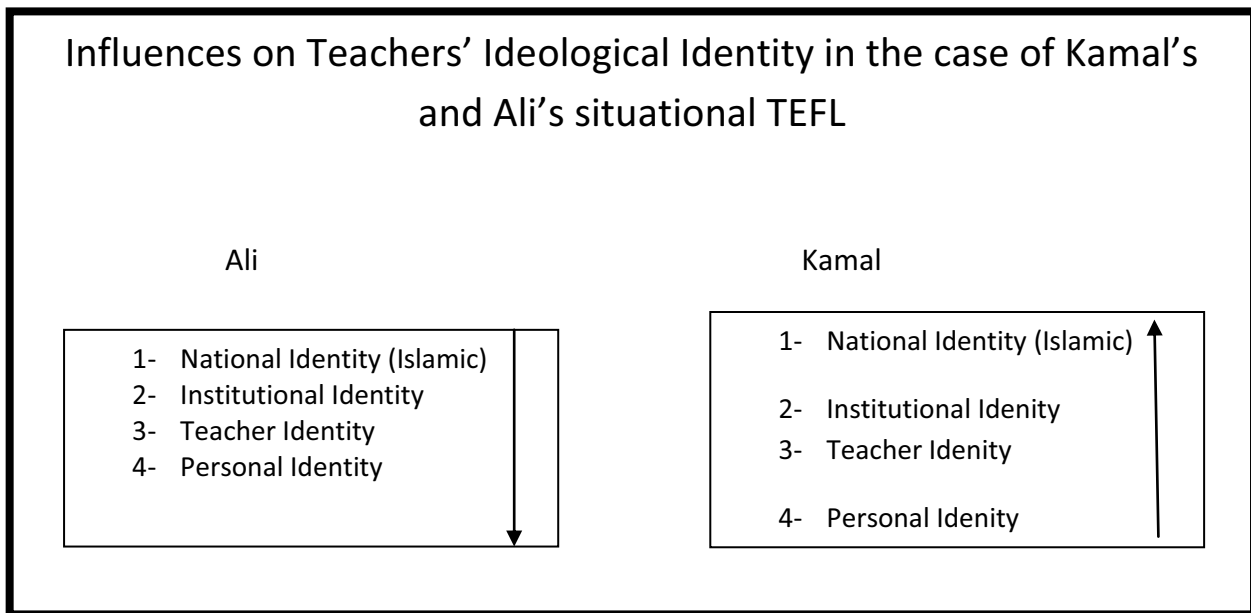 Influences on Teachers’ Ideological Identity in the case of Kamal’s
and Ali’s situational TEFL
Ali
1- National Identity (Islamic)
2- Institutional Identity
3- Teacher Identity
4- Personal Identity
Kamal
1- National Identity (Islamic)
2- Institutional Idenity
3- Teacher Idenity
4- Personal Idenity